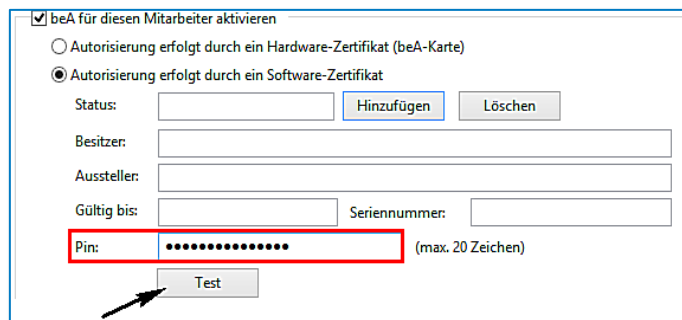 beA für diesen Mitarbeiter aktivieren
Autorisierung erfolgt durch ein Hardware-Zertifikat (beA-Karte)
Autorisierung erfolgt durch ein Software-Zertifikat
Status: Hinzufügen Löschen
Besitzer:
Aussteller:
Gültig bis: Seriennummer:
Pin: ●●●●●●●●●●●●●●● (max. 20 Zeichen)
Test